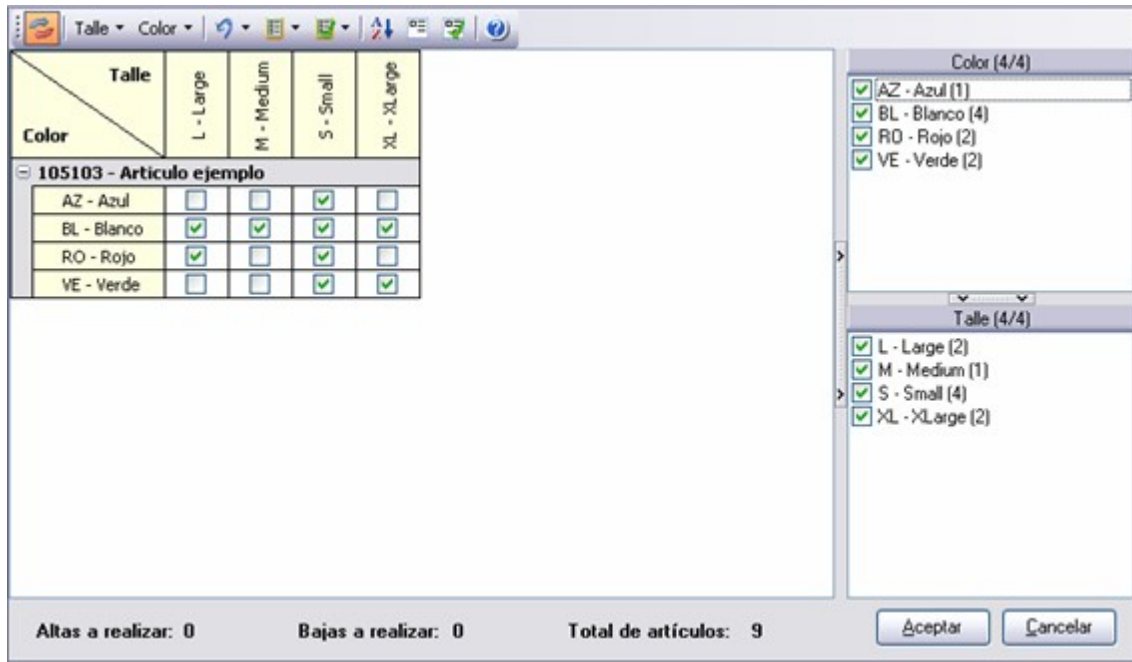 Talle Color
Talle
Color
L - Large
M - Medium
S - Small
XL - XLarge
105103 - Articulo ejemplo
AZ - Azul
BL - Blanco
RO - Rojo
VE - Verde
Color (4/4)
AZ - Azul (1)
BL - Blanco (4)
RO - Rojo (2)
VE - Verde (2)
Talle (4/4)
L - Large (2)
M - Medium (1)
S - Small (4)
XL - XLarge (2)
Altas a realizar: 0 Bajas a realizar: 0 Total de artículos: 9 Aceptar Cancelar